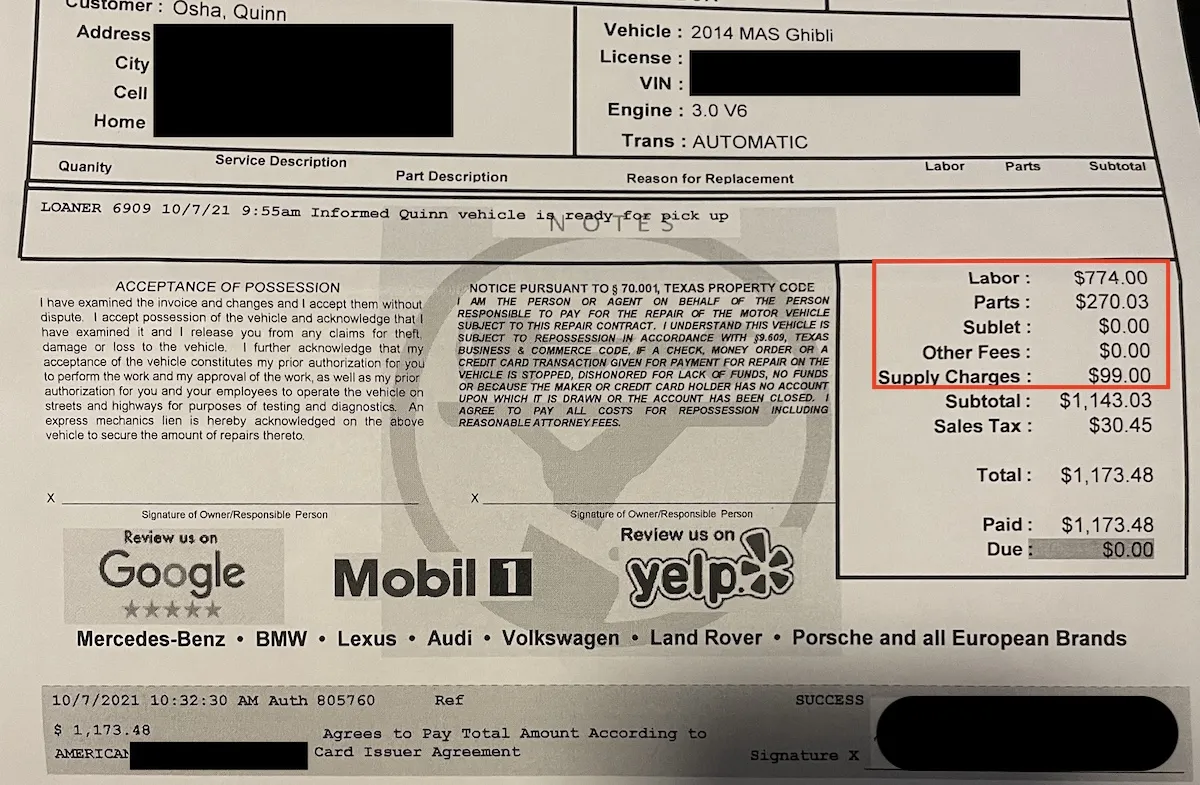 Customer : Osha, Quinn
Address
City
Cell
Home
Vehicle : 2014 MAS Ghibli
License :
VIN :
Engine : 3.0 V6
Trans : AUTOMATIC
Quanity Service Description Part Description Reason for Replacement Labor Parts Subtotal
LOANER 6909 10/7/21 9:55am Informed Quinn vehicle is ready for pick up
NOTES
ACCEPTANCE OF POSSESSION
I have examined the invoice and changes and I accept them without
dispute. I accept possession of the vehicle and acknowledge that I
have examined it and I release you from any claims for theft,
damage or loss to the vehicle. I further acknowledge that my
acceptance of the vehicle constitutes my prior authorization for you
to perform the work and my approval of the work, as well as my prior
authorization for you and your employees to operate the vehicle on
streets and highways for purposes of testing and diagnostics. An
express mechanics lien is hereby acknowledged on the above
vehicle to secure the amount of repairs thereto.
X
Signature of Owner/Responsible Person
NOTICE PURSUANT TO § 70.001, TEXAS PROPERTY CODE
I AM THE PERSON OR AGENT ON BEHALF OF THE PERSON
RESPONSIBLE TO PAY FOR THE REPAIR OF THE MOTOR VEHICLE
SUBJECT TO THIS REPAIR CONTRACT. I UNDERSTAND THIS VEHICLE IS
SUBJECT TO REPOSSESSION IN ACCORDANCE WITH §9.609, TEXAS
BUSINESS & COMMERCE CODE, IF A CHECK, MONEY ORDER OR A
CREDIT CARD TRANSACTION GIVEN FOR PAYMENT FOR REPAIR ON THE
VEHICLE IS STOPPED, DISHONORED FOR LACK OF FUNDS, NO FUNDS
OR BECAUSE THE MAKER OR CREDIT CARD HOLDER HAS NO ACCOUNT
UPON WHICH IT IS DRAWN OR THE ACCOUNT HAS BEEN CLOSED. I
AGREE TO PAY ALL COSTS FOR REPOSSESSION INCLUDING
REASONABLE ATTORNEY FEES.
X
Signature of Owner/Responsible Person
Labor : $774.00
Parts : $270.03
Sublet : $0.00
Other Fees : $0.00
Supply Charges : $99.00
Subtotal : $1,143.03
Sales Tax : $30.45
Total : $1,173.48
Paid : $1,173.48
Due : $0.00
Review us on
Google
Mobil 1
Review us on
yelp
Mercedes-Benz • BMW • Lexus • Audi • Volkswagen • Land Rover • Porsche and all European Brands
10/7/2021 10:32:30 AM Auth 805760 Ref SUCCESS
$ 1,173.48 Agrees to Pay Total Amount According to
AMERICAN Card Issuer Agreement Signature X